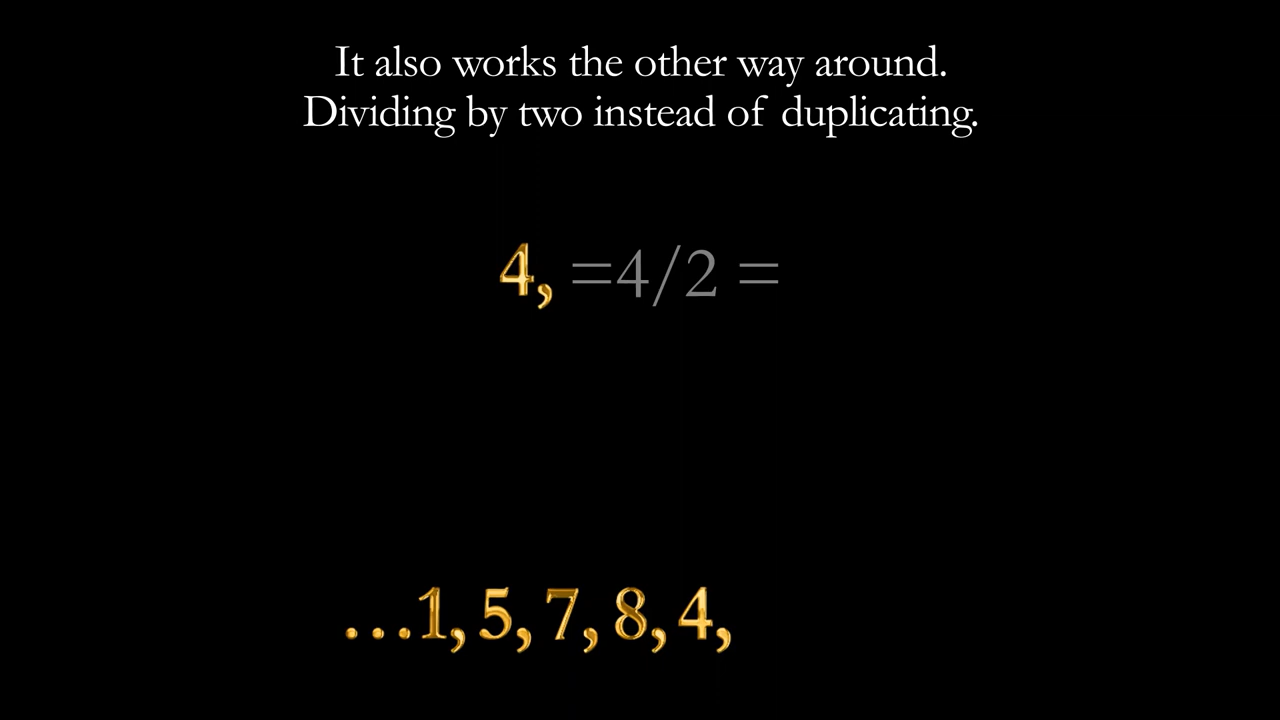 It also works the other way around.
Dividing by two instead of duplicating.
4, =4/2 =
...1, 5, 7, 8, 4,